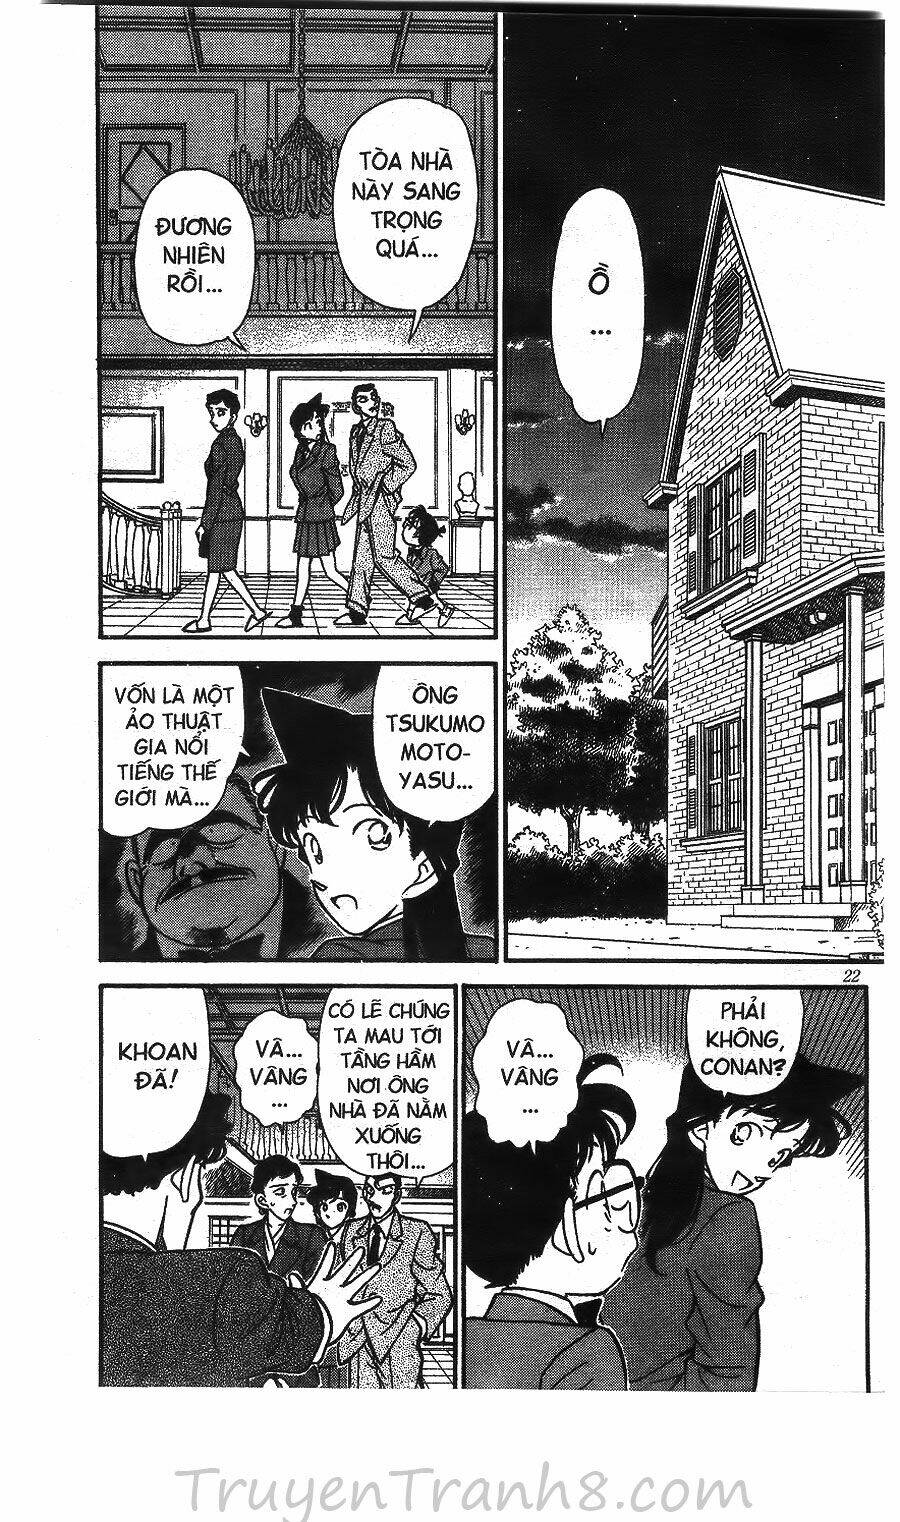 Ồ
...
TÒA NHÀ
NÀY SANG
TRỌNG
QUÁ...
ĐƯƠNG
NHIÊN
RỒI...
ÔNG
TSUKUMO
MOTO-
YASU...
VỐN LÀ MỘT
ẢO THUẬT
GIA NỔI
TIẾNG THẾ
GIỚI MÀ...
22
PHẢI
KHÔNG,
CONAN?
VÂ...
VÂNG
...
CÓ LẼ CHÚNG
TA MAU TỚI
TẦNG HẦM
NƠI ÔNG
NHÀ ĐÃ NẰM
XUỐNG
THÔI...
VÂ...
VÂNG
...
KHOAN
ĐÃ!
TruyenTranh8.com